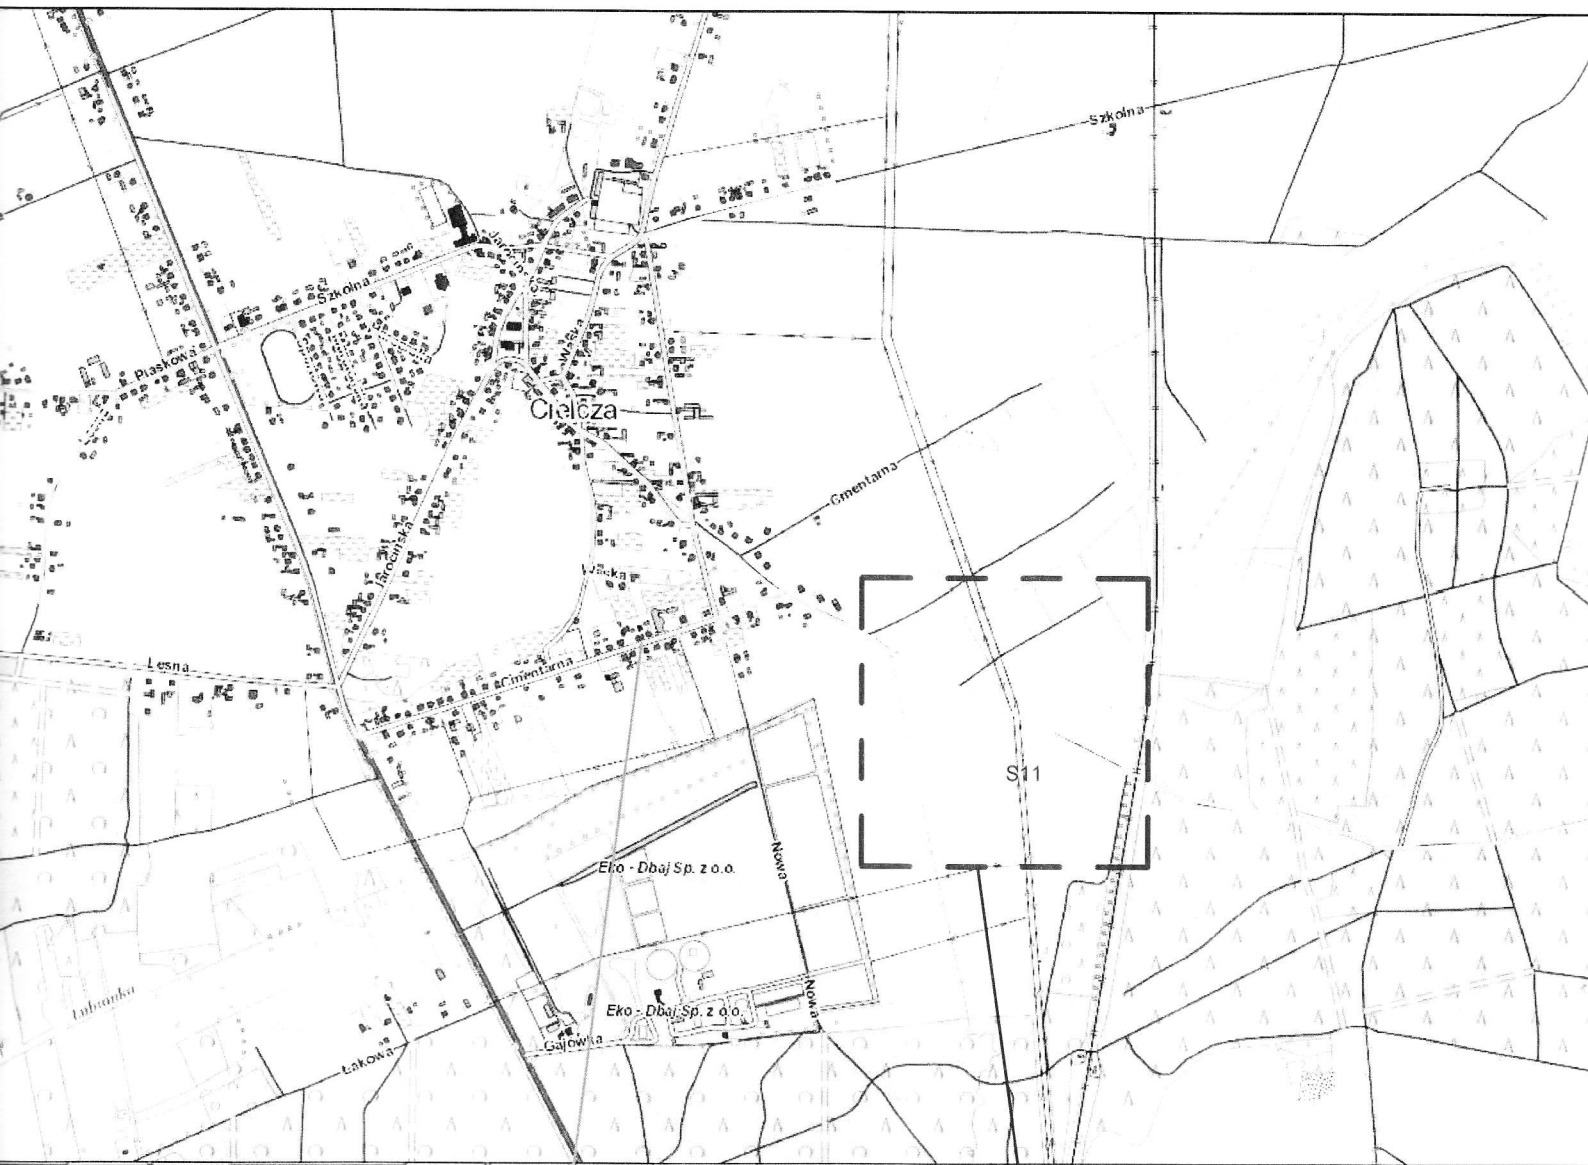 Szkolna
Jarocińska
Szkolna
Wąska
Piaskowa
Cielcza
Cmentarna
Jarocińska
Wąska
Leśna
Cmentarna
S11
Nowa
Eko - Dbaj Sp. z o.o.
Lubianka
Nowa
Eko - Dbaj Sp. z o.o.
Gajówka
Łąkowa